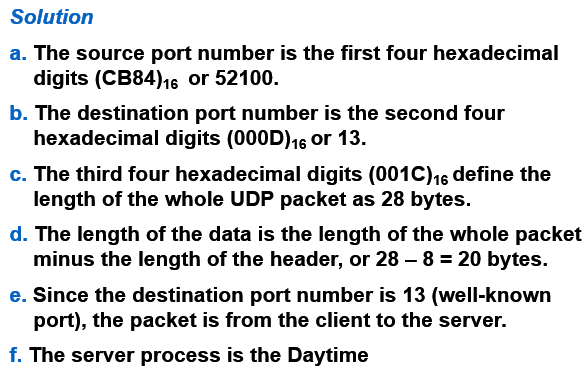 Solution
a. The source port number is the first four hexadecimal
digits (CB84)16 or 52100.
b. The destination port number is the second four
hexadecimal digits (000D)16 or 13.
c. The third four hexadecimal digits (001C)16 define the
length of the whole UDP packet as 28 bytes.
d. The length of the data is the length of the whole packet
minus the length of the header, or 28 – 8 = 20 bytes.
e. Since the destination port number is 13 (well-known
port), the packet is from the client to the server.
f. The server process is the Daytime